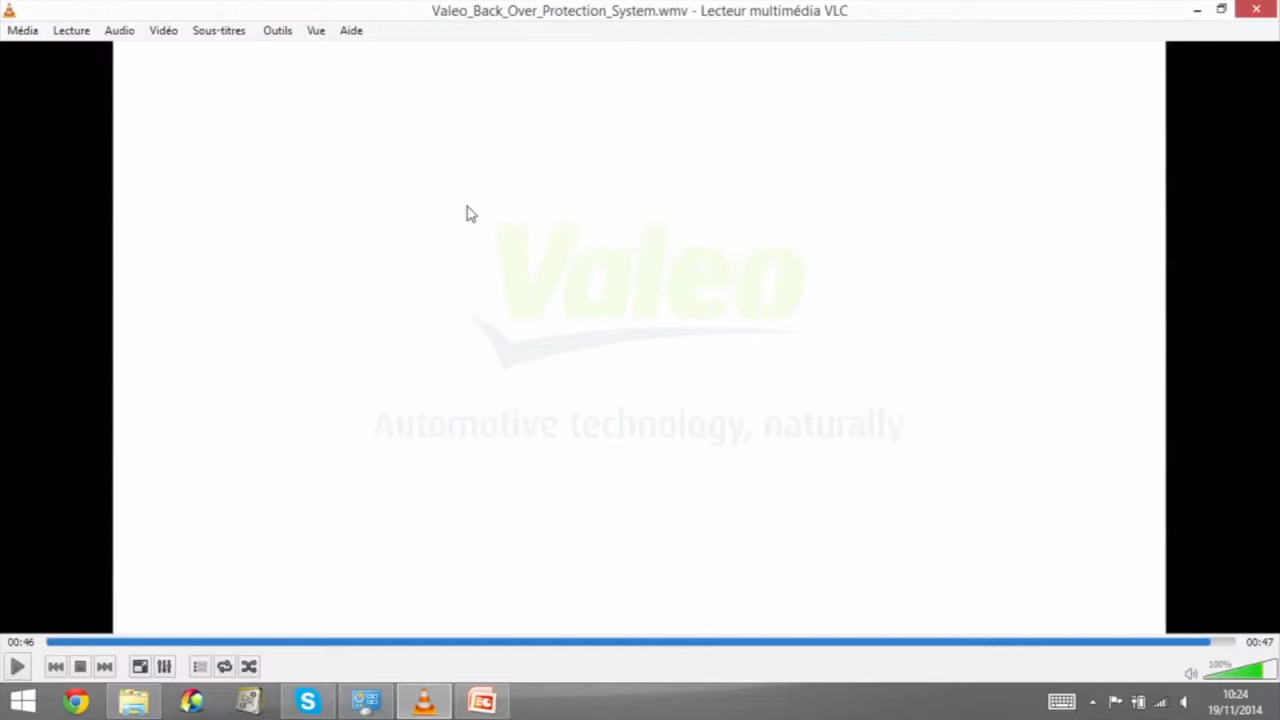 Valeo_Back_Over_Protection_System.wmv - Lecteur multimédia VLC
Média Lecture Audio Vidéo Sous-titres Outils Vue Aide
Valeo
Automotive technology, naturally
00:46 00:47
100%
10:24
19/11/2014